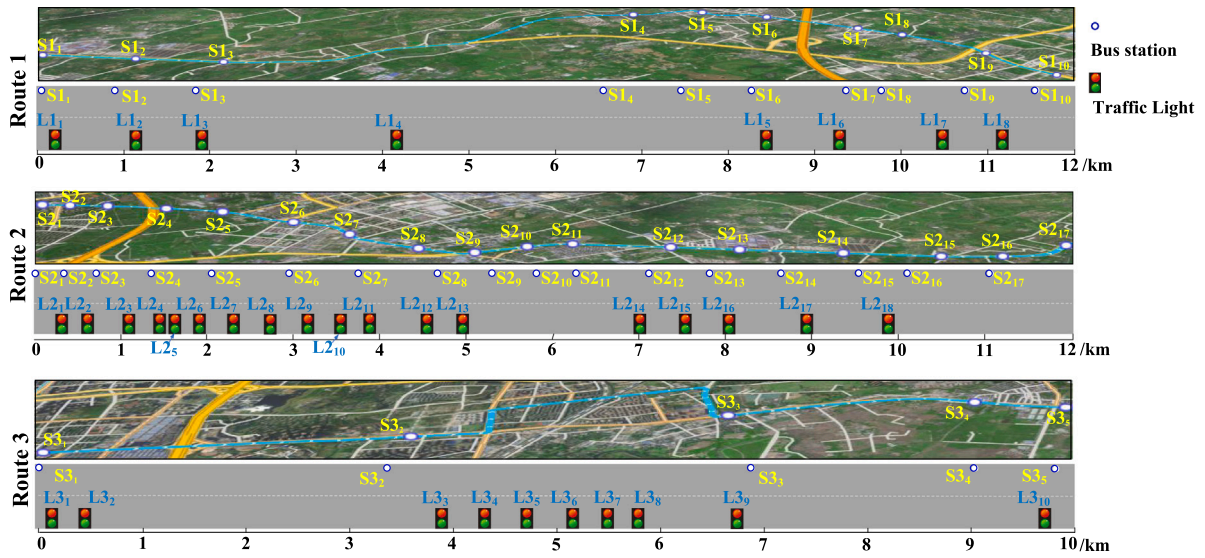 Route 1
S1₁ S1₂ S1₃ S1₄ S1₅ S1₆ S1₇ S1₈ S1₉ S1₁₀
S1₁ S1₂ S1₃ S1₄ S1₅ S1₆ S1₇ S1₈ S1₉ S1₁₀
L1₁ L1₂ L1₃ L1₄ L1₅ L1₆ L1₇ L1₈
0 1 2 3 4 5 6 7 8 9 10 11 12 /km
Bus station
Traffic Light
Route 2
S2₁ S2₂ S2₃ S2₄ S2₅ S2₆ S2₇ S2₈ S2₉ S2₁₀ S2₁₁ S2₁₂ S2₁₃ S2₁₄ S2₁₅ S2₁₆ S2₁₇
S2₁ S2₂ S2₃ S2₄ S2₅ S2₆ S2₇ S2₈ S2₉ S2₁₀ S2₁₁ S2₁₂ S2₁₃ S2₁₄ S2₁₅ S2₁₆ S2₁₇
L2₁ L2₂ L2₃ L2₄ L2₆ L2₇ L2₈ L2₉ L2₁₁ L2₁₂ L2₁₃ L2₁₄ L2₁₅ L2₁₆ L2₁₇ L2₁₈
L2₅ L2₁₀
0 1 2 3 4 5 6 7 8 9 10 11 12 /km
Route 3
S3₁ S3₂ S3₃ S3₄ S3₅
S3₁ S3₂ S3₃ S3₄ S3₅
L3₁ L3₂ L3₃ L3₄ L3₅ L3₆ L3₇ L3₈ L3₉ L3₁₀
0 1 2 3 4 5 6 7 8 9 10 /km